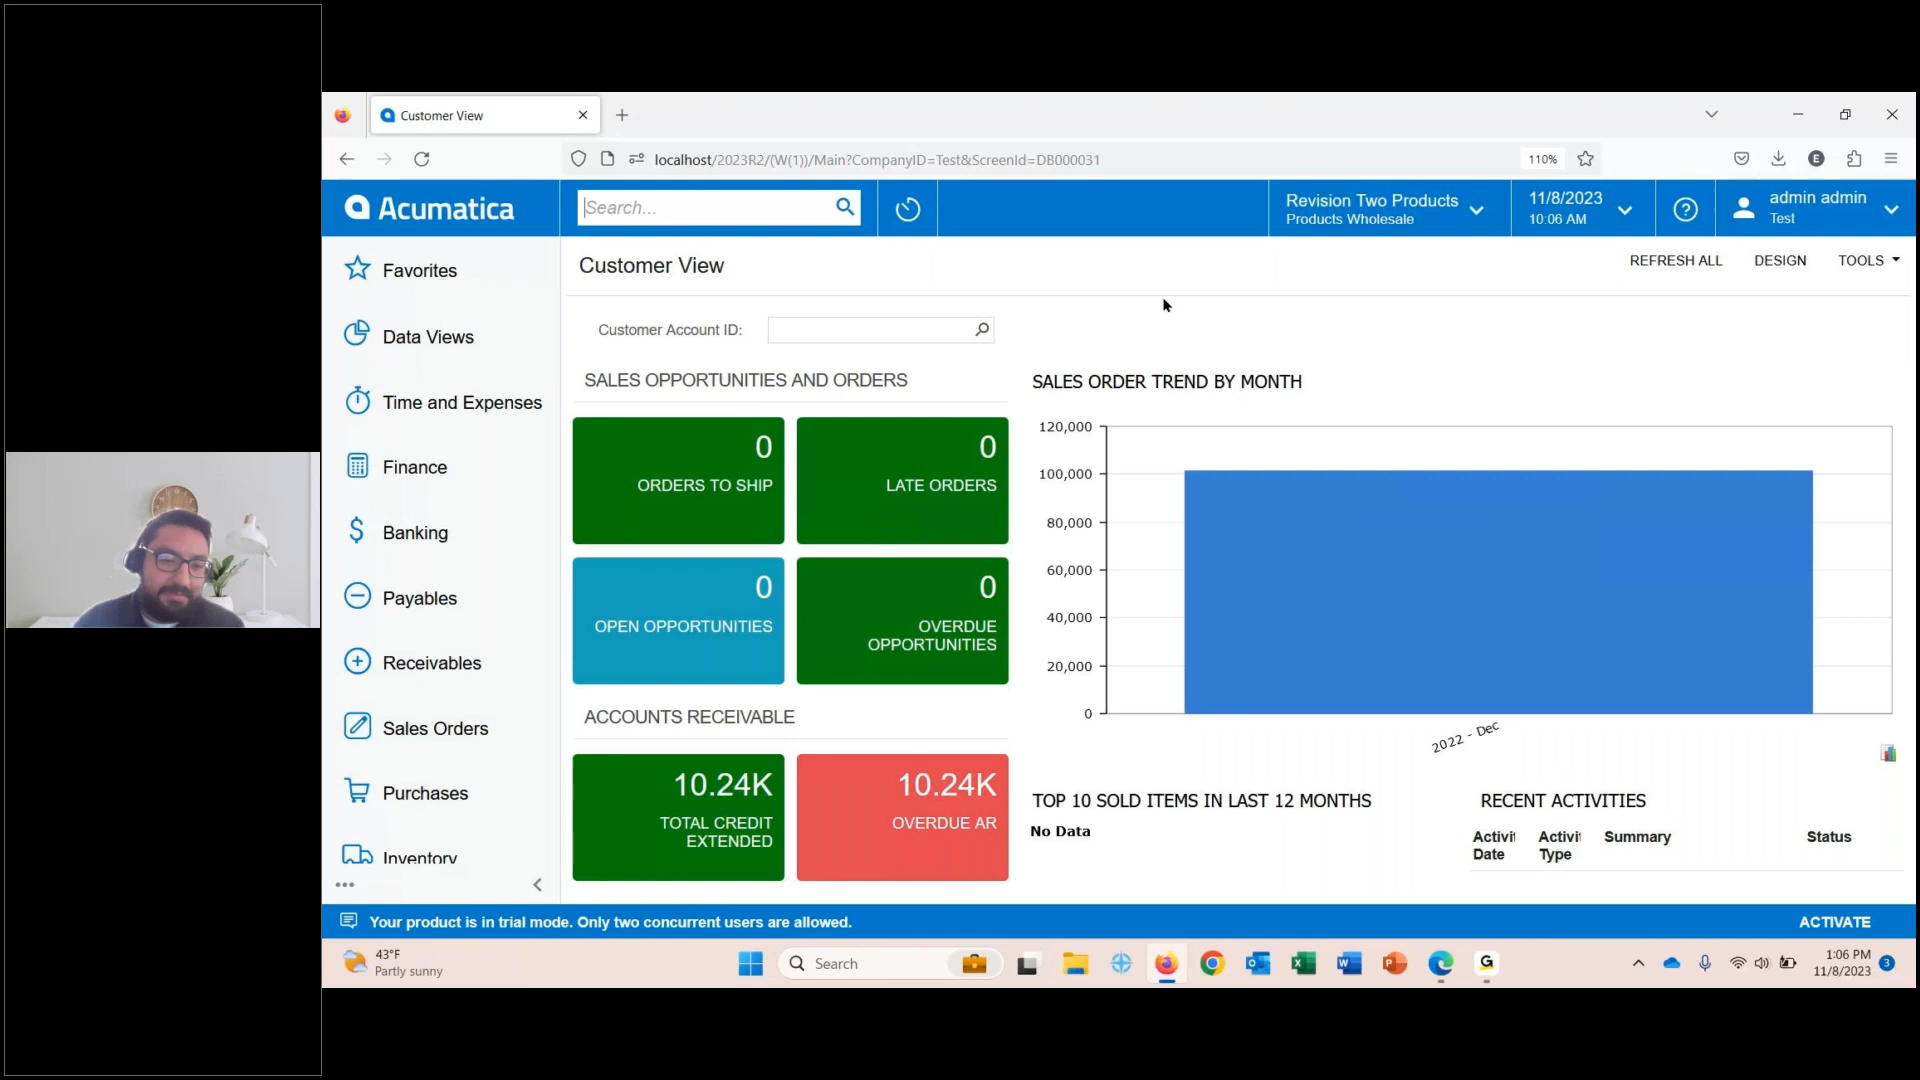 Customer View
localhost/2023R2/(W(1))/Main?CompanyID=Test&ScreenId=DB000031
110%
E
Acumatica
Search...
Revision Two Products
Products Wholesale
11/8/2023
10:06 AM
?
admin admin
Test
Favorites
Data Views
Time and Expenses
Finance
Banking
Payables
Receivables
Sales Orders
Purchases
Inventory
Customer View
REFRESH ALL
DESIGN
TOOLS
Customer Account ID:
SALES OPPORTUNITIES AND ORDERS
0
ORDERS TO SHIP
0
LATE ORDERS
0
OPEN OPPORTUNITIES
0
OVERDUE
OPPORTUNITIES
ACCOUNTS RECEIVABLE
10.24K
TOTAL CREDIT
EXTENDED
10.24K
OVERDUE AR
SALES ORDER TREND BY MONTH
120,000
100,000
80,000
60,000
40,000
20,000
0
2022 - Dec
TOP 10 SOLD ITEMS IN LAST 12 MONTHS
No Data
RECENT ACTIVITIES
Activit
Date
Activit
Type
Summary
Status
Your product is in trial mode. Only two concurrent users are allowed.
ACTIVATE
43°F
Partly sunny
Search
G
1:06 PM
11/8/2023
3